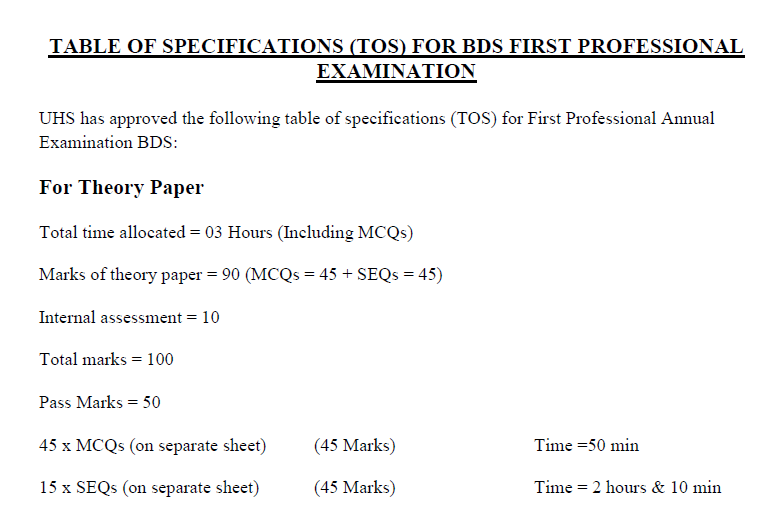 TABLE OF SPECIFICATIONS (TOS) FOR BDS FIRST PROFESSIONAL
EXAMINATION
UHS has approved the following table of specifications (TOS) for First Professional Annual
Examination BDS:
For Theory Paper
Total time allocated = 03 Hours (Including MCQs)
Marks of theory paper = 90 (MCQs = 45 + SEQs = 45)
Internal assessment = 10
Total marks = 100
Pass Marks = 50
45 x MCQs (on separate sheet) (45 Marks) Time =50 min
15 x SEQs (on separate sheet) (45 Marks) Time = 2 hours & 10 min